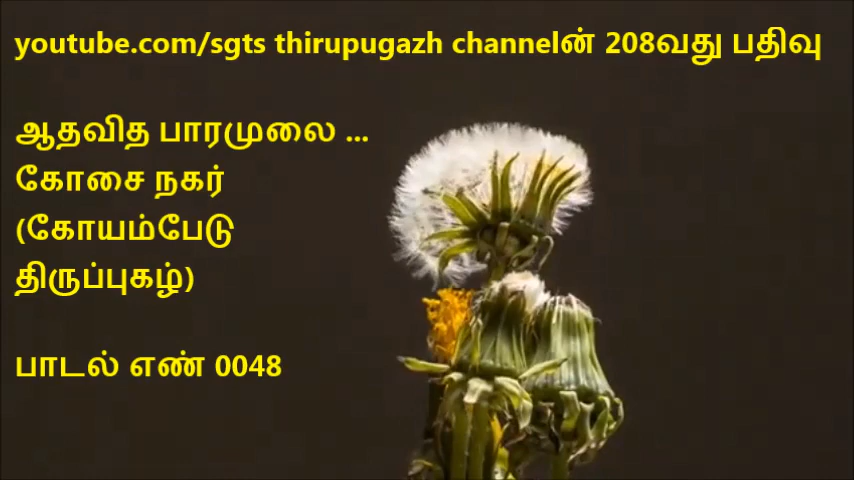 youtube.com/sgts thirupugazh channelன் 208வது பதிவு
ஆதவித பாரமுலை ...
கோசை நகர்
(கோயம்பேடு
திருப்புகழ்)
பாடல் எண் 0048